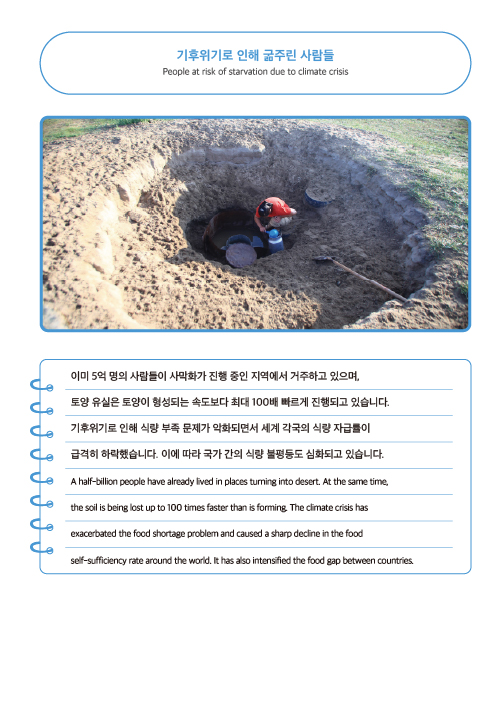 기후위기로 인해 굶주린 사람들
People at risk of starvation due to climate crisis
이미 5억 명의 사람들이 사막화가 진행 중인 지역에서 거주하고 있으며,
토양 유실은 토양이 형성되는 속도보다 최대 100배 빠르게 진행되고 있습니다.
기후위기로 인해 식량 부족 문제가 악화되면서 세계 각국의 식량 자급률이
급격히 하락했습니다. 이에 따라 국가 간의 식량 불평등도 심화되고 있습니다.
A half-billion people have already lived in places turning into desert. At the same time,
the soil is being lost up to 100 times faster than is forming. The climate crisis has
exacerbated the food shortage problem and caused a sharp decline in the food
self-sufficiency rate around the world. It has also intensified the food gap between countries.